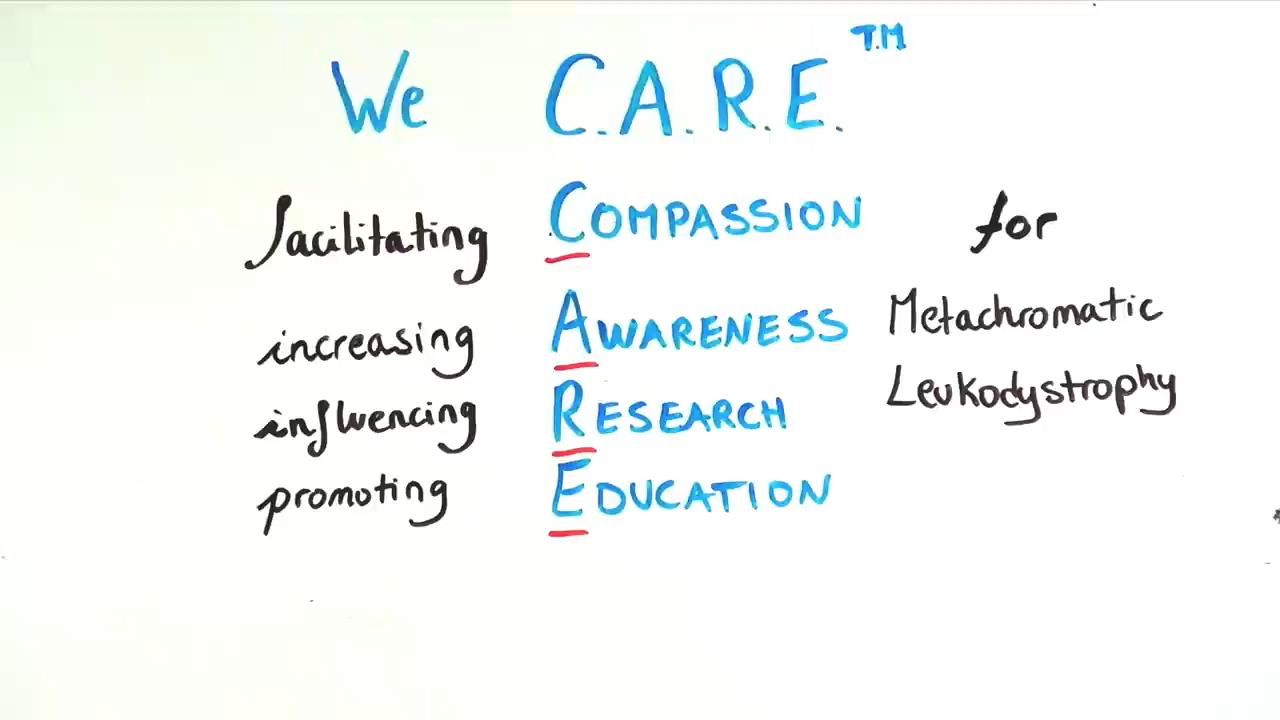 We C.A.R.E.™
facilitating COMPASSION for
increasing AWARENESS Metachromatic
influencing RESEARCH Leukodystrophy
promoting EDUCATION